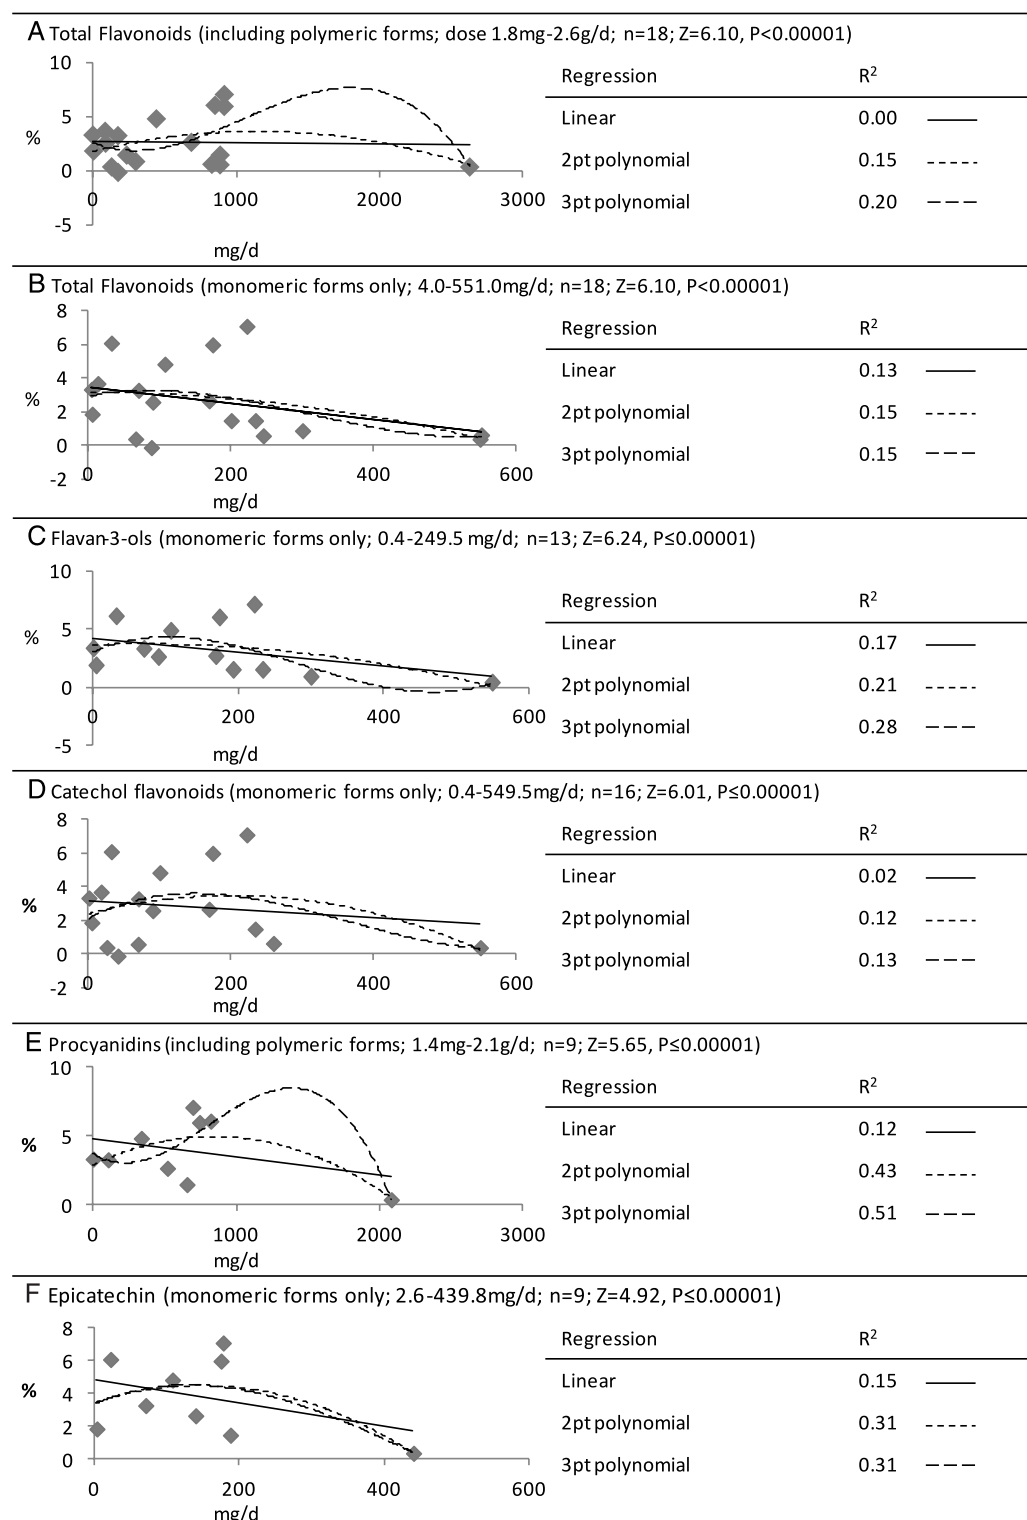 A Total Flavonoids (including polymeric forms; dose 1.8mg-2.6g/d; n=18; Z=6.10, P<0.00001)
10
5
0
-5
%
0 1000 2000 3000
mg/d
Regression R²
Linear 0.00
2pt polynomial 0.15
3pt polynomial 0.20
B Total Flavonoids (monomeric forms only; 4.0-551.0mg/d; n=18; Z=6.10, P<0.00001)
8
6
4
2
0
-2
%
0 200 400 600
mg/d
Regression R²
Linear 0.13
2pt polynomial 0.15
3pt polynomial 0.15
C Flavan-3-ols (monomeric forms only; 0.4-249.5 mg/d; n=13; Z=6.24, P≤0.00001)
10
5
0
-5
%
0 200 400 600
mg/d
Regression R²
Linear 0.17
2pt polynomial 0.21
3pt polynomial 0.28
D Catechol flavonoids (monomeric forms only; 0.4-549.5mg/d; n=16; Z=6.01, P≤0.00001)
8
6
4
2
0
-2
%
0 200 400 600
mg/d
Regression R²
Linear 0.02
2pt polynomial 0.12
3pt polynomial 0.13
E Procyanidins (including polymeric forms; 1.4mg-2.1g/d; n=9; Z=5.65, P≤0.00001)
10
5
0
%
0 1000 2000 3000
mg/d
Regression R²
Linear 0.12
2pt polynomial 0.43
3pt polynomial 0.51
F Epicatechin (monomeric forms only; 2.6-439.8mg/d; n=9; Z=4.92, P≤0.00001)
8
6
4
2
0
%
0 200 400 600
mg/d
Regression R²
Linear 0.15
2pt polynomial 0.31
3pt polynomial 0.31